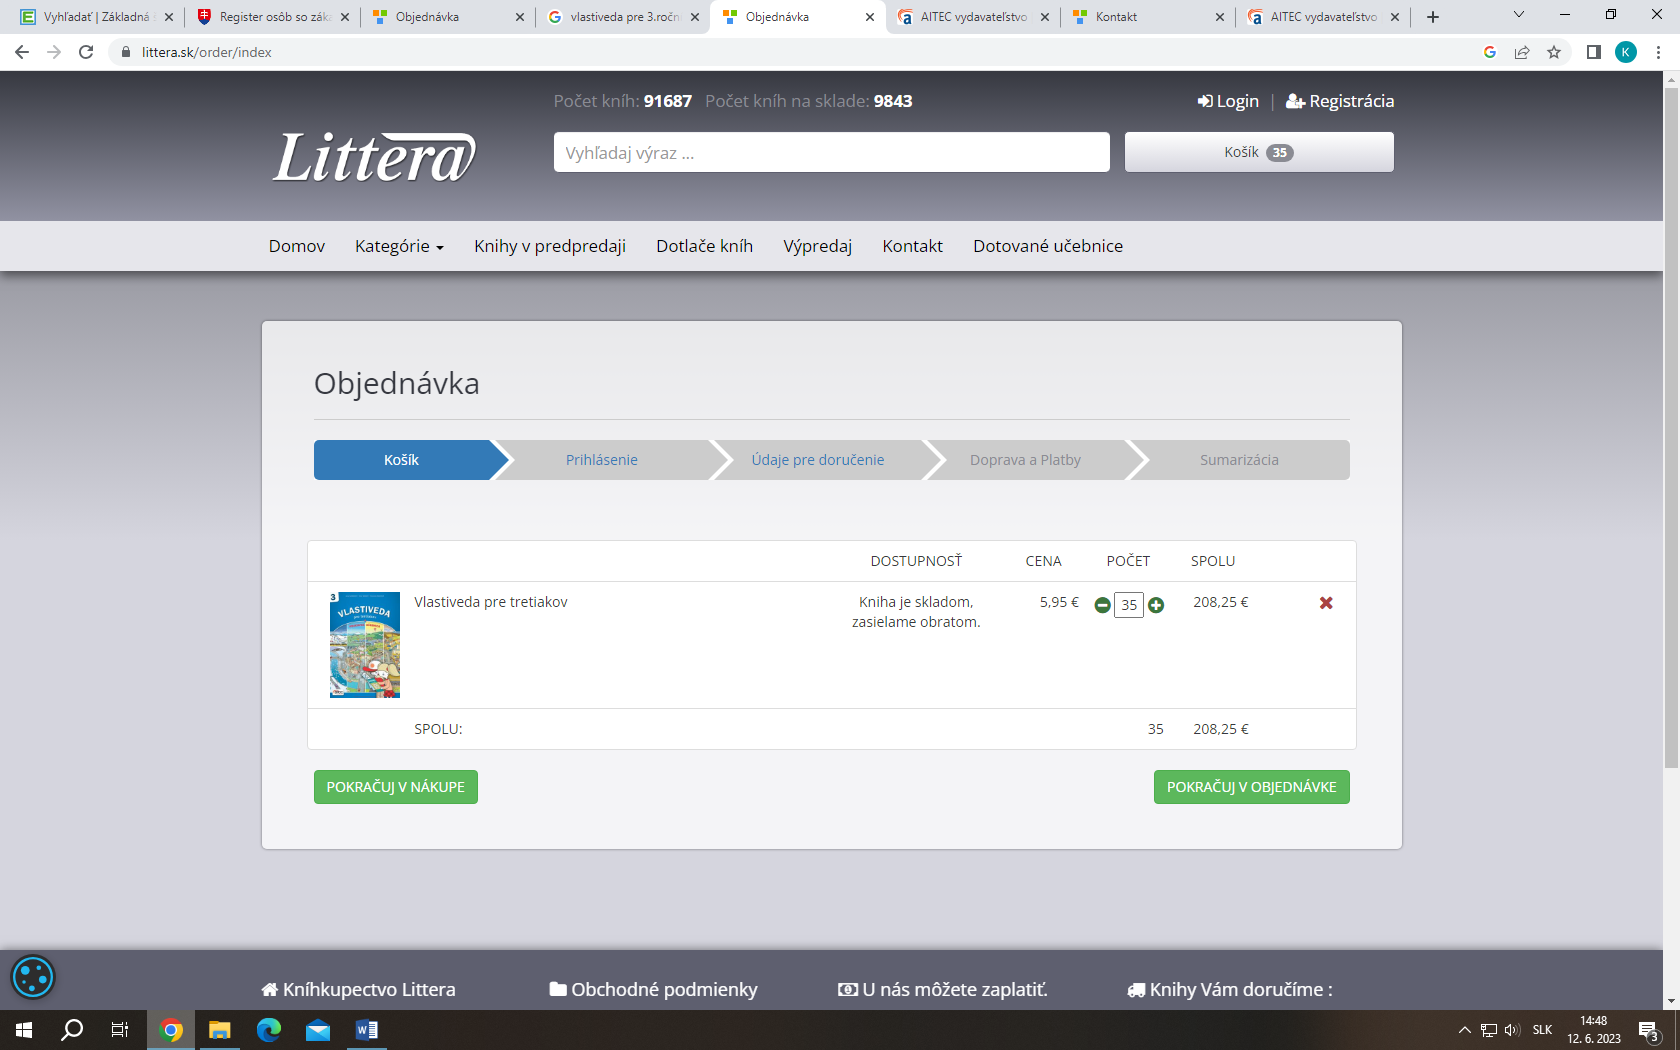 Vyhľadať | Základná
Register osôb so zák
Objednávka
vlastiveda pre 3.ročn
Objednávka
AITEC vydavateľstvo
Kontakt
AITEC vydavateľstvo
littera.sk/order/index
K
Počet kníh: 91687 Počet kníh na sklade: 9843
Login | Registrácia
Littera
Vyhľadaj výraz ...
Košík 35
Domov Kategórie Knihy v predpredaji Dotlače kníh Výpredaj Kontakt Dotované učebnice
Objednávka
Košík Prihlásenie Údaje pre doručenie Doprava a Platby Sumarizácia
DOSTUPNOSŤ CENA POČET SPOLU
3
VLASTIVEDA
Vlastiveda pre tretiakov
Kniha je skladom,
zasielame obratom.
5,95 € 35 208,25 €
SPOLU: 35 208,25 €
POKRAČUJ V NÁKUPE
POKRAČUJ V OBJEDNÁVKE
Kníhkupectvo Littera
Obchodné podmienky
U nás môžete zaplatiť.
Knihy Vám doručíme :
SLK
14:48
12. 6. 2023
3